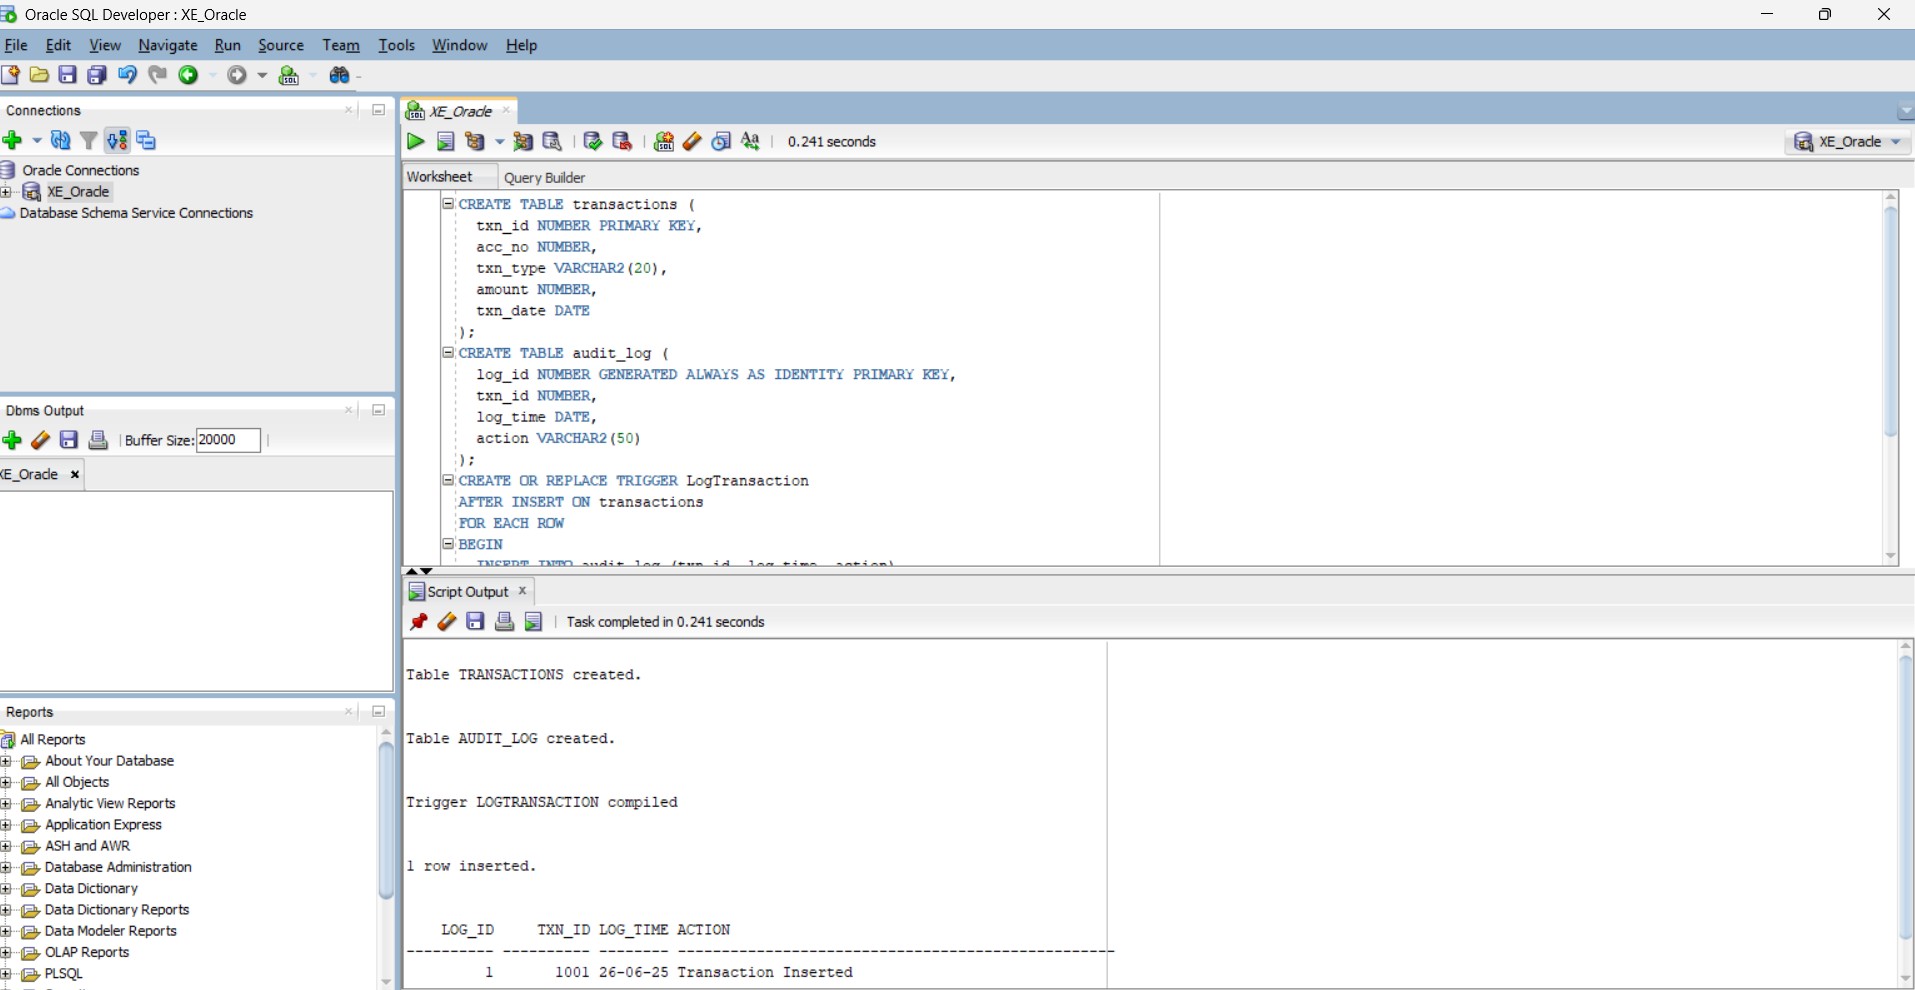 Oracle SQL Developer : XE_Oracle
File Edit View Navigate Run Source Team Tools Window Help
Connections
Oracle Connections
XE_Oracle
Database Schema Service Connections
Dbms Output
Buffer Size: 20000
XE_Oracle
Reports
All Reports
About Your Database
All Objects
Analytic View Reports
Application Express
ASH and AWR
Database Administration
Data Dictionary
Data Dictionary Reports
Data Modeler Reports
OLAP Reports
PLSQL
XE_Oracle
0.241 seconds
XE_Oracle
Worksheet Query Builder
CREATE TABLE transactions (
txn_id NUMBER PRIMARY KEY,
acc_no NUMBER,
txn_type VARCHAR2(20),
amount NUMBER,
txn_date DATE
);
CREATE TABLE audit_log (
log_id NUMBER GENERATED ALWAYS AS IDENTITY PRIMARY KEY,
txn_id NUMBER,
log_time DATE,
action VARCHAR2(50)
);
CREATE OR REPLACE TRIGGER LogTransaction
AFTER INSERT ON transactions
FOR EACH ROW
BEGIN
INSERT INTO audit_log (txn_id, log_time, action)
Script Output
Task completed in 0.241 seconds
Table TRANSACTIONS created.
Table AUDIT_LOG created.
Trigger LOGTRANSACTION compiled
1 row inserted.
LOG_ID TXN_ID LOG_TIME ACTION
---------- ---------- -------- --------------------------------------------------
1 1001 26-06-25 Transaction Inserted